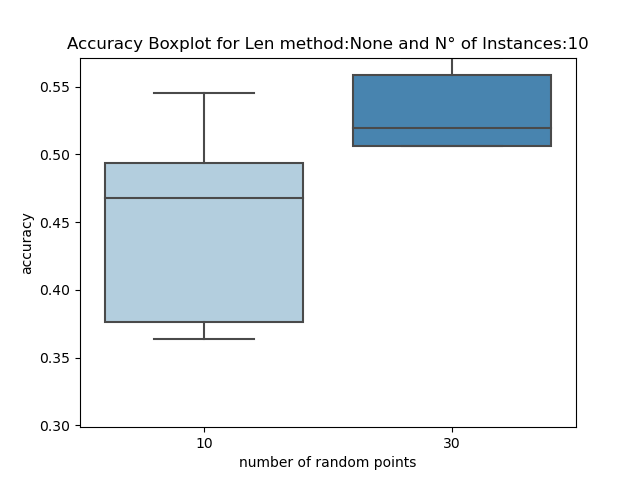 Accuracy Boxplot for Len method:None and N° of Instances:10
0.55
0.50
0.45
0.40
0.35
0.30
accuracy
10 30
number of random points